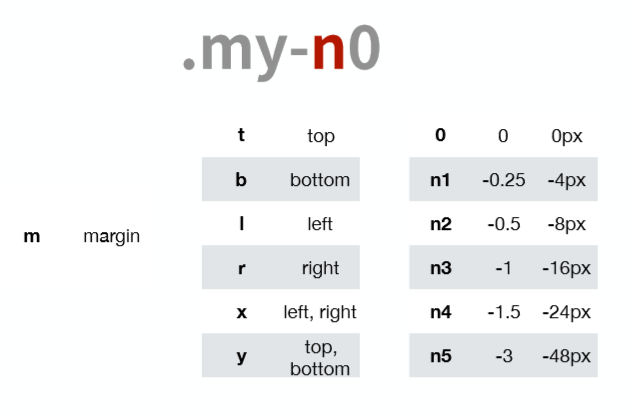 .my-n0
t top 0 0 0px
b bottom n1 -0.25 -4px
l left n2 -0.5 -8px
m margin
r right n3 -1 -16px
x left, right n4 -1.5 -24px
y top, bottom n5 -3 -48px